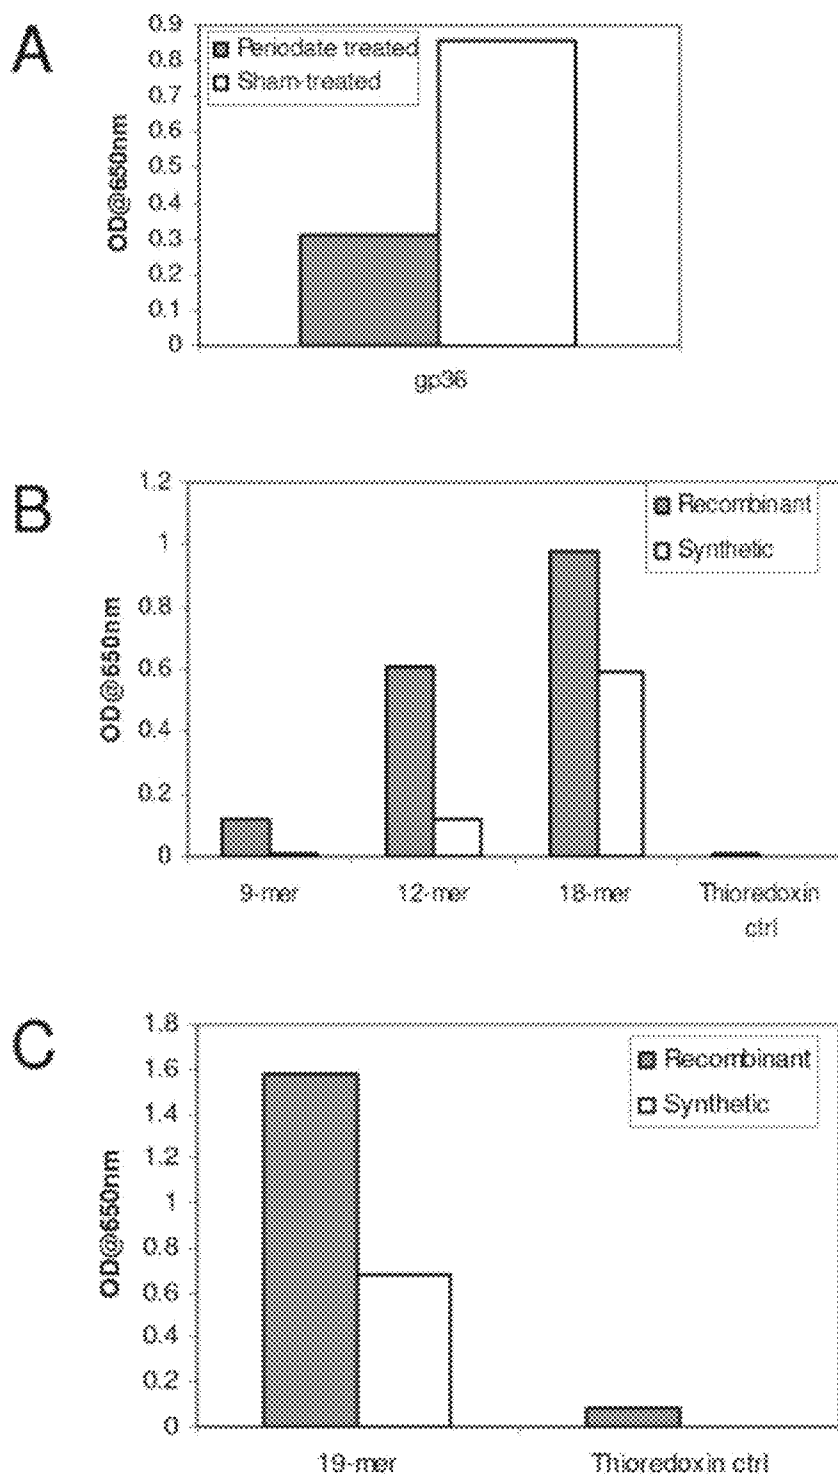 A
OD@650nm
0.9
0.8
0.7
0.6
0.5
0.4
0.3
0.2
0.1
0
Periodate treated
Sham-treated
gp36
B
OD@650nm
1.2
1
0.8
0.6
0.4
0.2
0
Recombinant
Synthetic
9-mer
12-mer
18-mer
Thioredoxin
ctrl
C
OD@650nm
1.8
1.6
1.4
1.2
1
0.8
0.6
0.4
0.2
0
Recombinant
Synthetic
19-mer
Thioredoxin ctrl